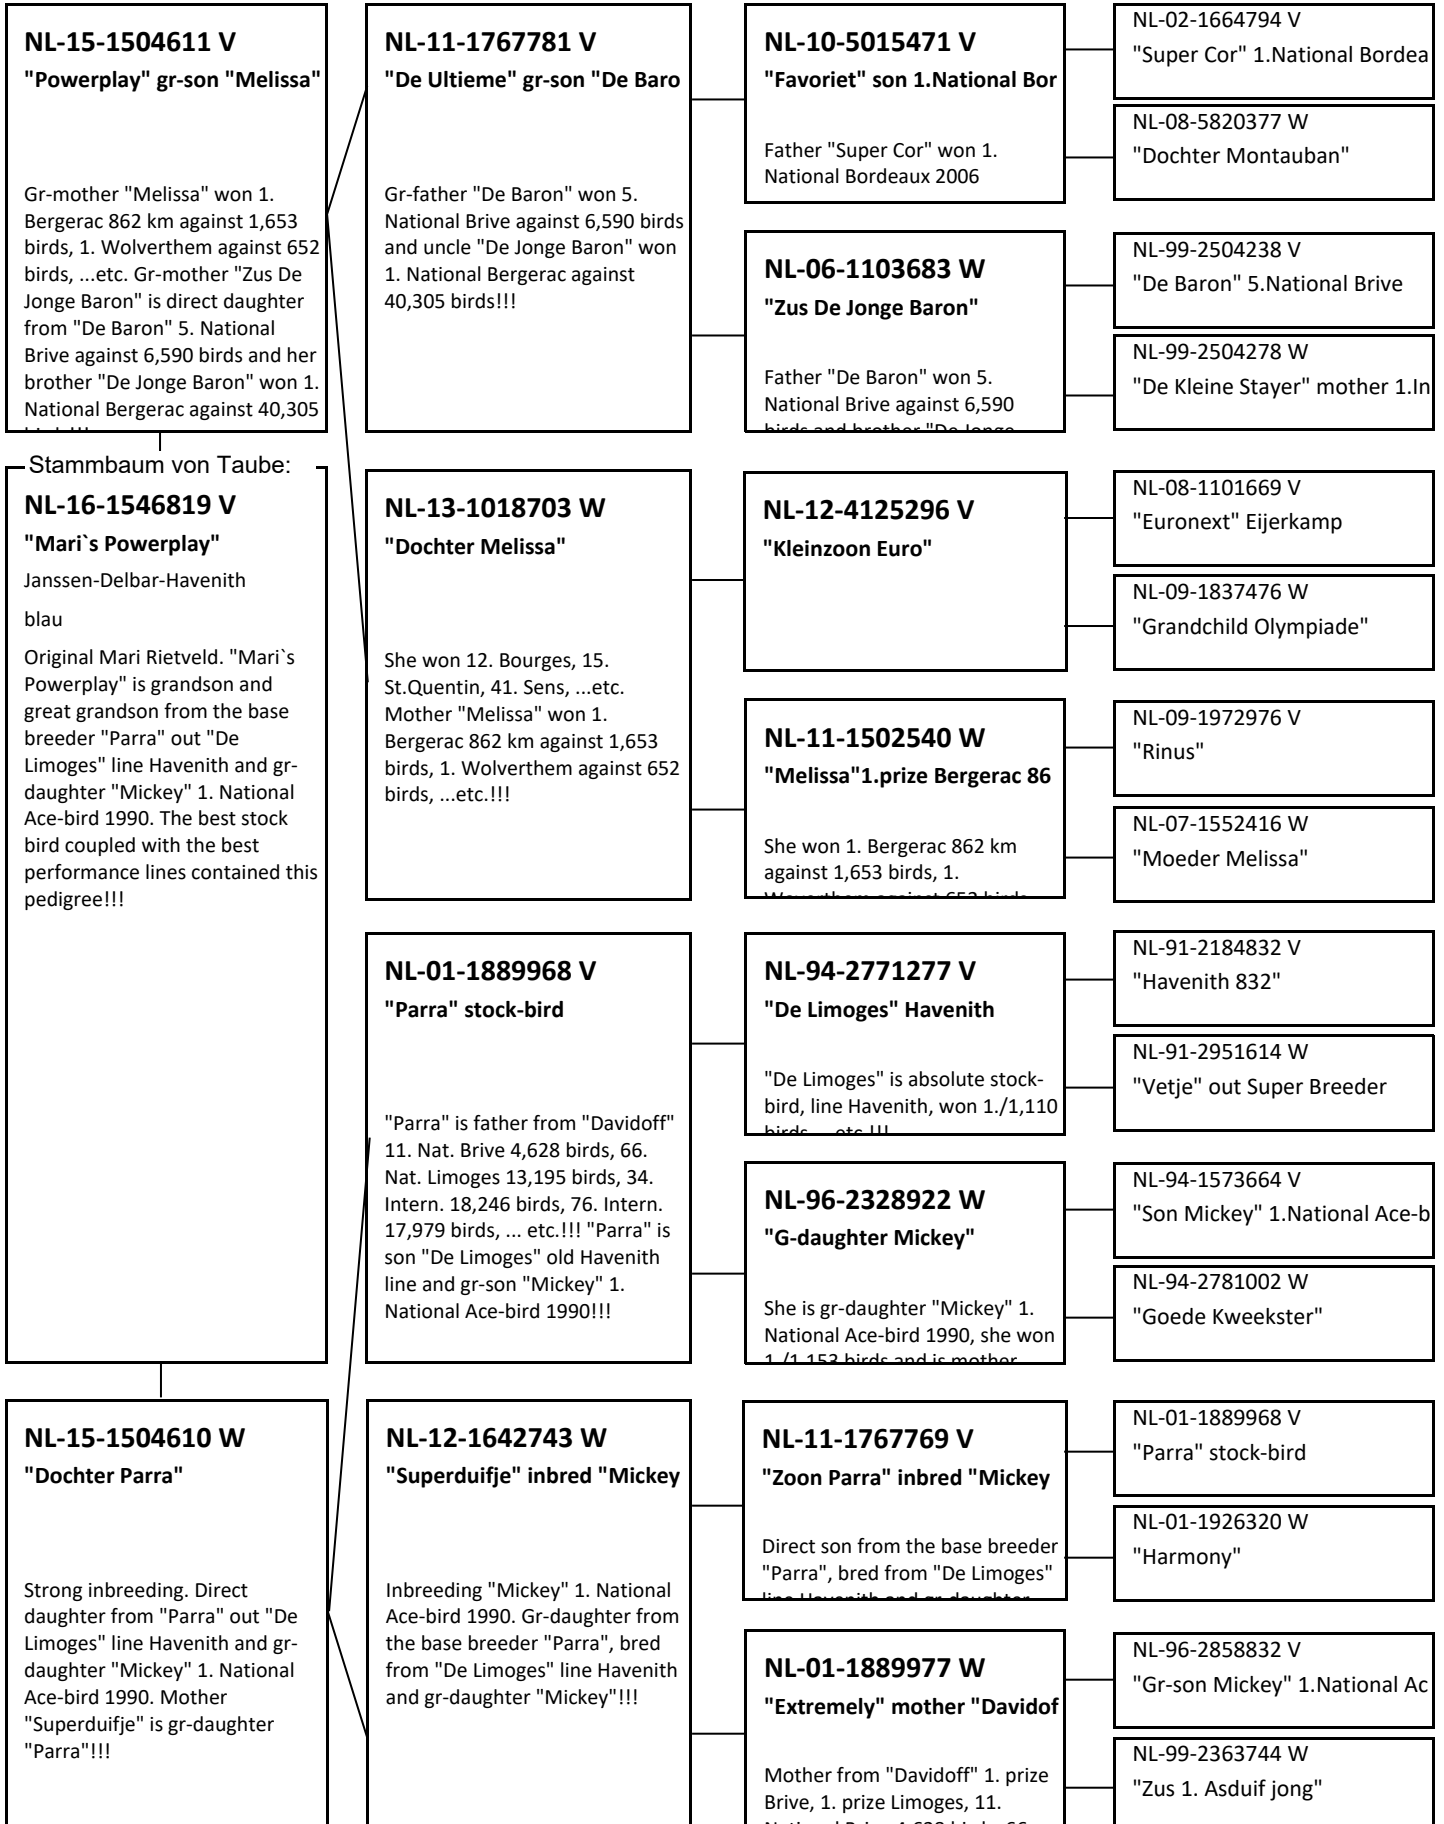 NL-15-1504611 V
"Powerplay" gr-son "Melissa"
Gr-mother "Melissa" won 1.
Bergerac 862 km against 1,653
birds, 1. Wolverthem against 652
birds, ...etc. Gr-mother "Zus De
Jonge Baron" is direct daughter
from "De Baron" 5. National
Brive against 6,590 birds and her
brother "De Jonge Baron" won 1.
National Bergerac against 40,305
Stammbaum von Taube:
NL-16-1546819 V
"Mari`s Powerplay"
Janssen-Delbar-Havenith
blau
Original Mari Rietveld. "Mari`s
Powerplay" is grandson and
great grandson from the base
breeder "Parra" out "De
Limoges" line Havenith and gr-
daughter "Mickey" 1. National
Ace-bird 1990. The best stock
bird coupled with the best
performance lines contained this
pedigree!!!
NL-15-1504610 W
"Dochter Parra"
Strong inbreeding. Direct
daughter from "Parra" out "De
Limoges" line Havenith and gr-
daughter "Mickey" 1. National
Ace-bird 1990. Mother
"Superduifje" is gr-daughter
"Parra"!!!
NL-11-1767781 V
"De Ultieme" gr-son "De Baro
Gr-father "De Baron" won 5.
National Brive against 6,590 birds
and uncle "De Jonge Baron" won
1. National Bergerac against
40,305 birds!!!
NL-13-1018703 W
"Dochter Melissa"
She won 12. Bourges, 15.
St.Quentin, 41. Sens, ...etc.
Mother "Melissa" won 1.
Bergerac 862 km against 1,653
birds, 1. Wolverthem against 652
birds, ...etc.!!!
NL-01-1889968 V
"Parra" stock-bird
"Parra" is father from "Davidoff"
11. Nat. Brive 4,628 birds, 66.
Nat. Limoges 13,195 birds, 34.
Intern. 18,246 birds, 76. Intern.
17,979 birds, ... etc.!!! "Parra" is
son "De Limoges" old Havenith
line and gr-son "Mickey" 1.
National Ace-bird 1990!!!
NL-12-1642743 W
"Superduifje" inbred "Mickey
Inbreeding "Mickey" 1. National
Ace-bird 1990. Gr-daughter from
the base breeder "Parra", bred
from "De Limoges" line Havenith
and gr-daughter "Mickey"!!!
NL-10-5015471 V
"Favoriet" son 1.National Bor
Father "Super Cor" won 1.
National Bordeaux 2006
NL-06-1103683 W
"Zus De Jonge Baron"
Father "De Baron" won 5.
National Brive against 6,590
birds and brother "De Jonge
NL-12-4125296 V
"Kleinzoon Euro"
NL-11-1502540 W
"Melissa"1.prize Bergerac 86
She won 1. Bergerac 862 km
against 1,653 birds, 1.
against 652 birds
NL-94-2771277 V
"De Limoges" Havenith
"De Limoges" is absolute stock-
bird, line Havenith, won 1./1,110
birds, ...etc.!!!
NL-96-2328922 W
"G-daughter Mickey"
She is gr-daughter "Mickey" 1.
National Ace-bird 1990, she won
1./1,153 birds and is mother
NL-11-1767769 V
"Zoon Parra" inbred "Mickey
Direct son from the base breeder
"Parra", bred from "De Limoges"
line Havenith and gr-daughter
NL-01-1889977 W
"Extremely" mother "Davidof
Mother from "Davidoff" 1. prize
Brive, 1. prize Limoges, 11.
NL-02-1664794 V
"Super Cor" 1.National Bordea
NL-08-5820377 W
"Dochter Montauban"
NL-99-2504238 V
"De Baron" 5.National Brive
NL-99-2504278 W
"De Kleine Stayer" mother 1.In
NL-08-1101669 V
"Euronext" Eijerkamp
NL-09-1837476 W
"Grandchild Olympiade"
NL-09-1972976 V
"Rinus"
NL-07-1552416 W
"Moeder Melissa"
NL-91-2184832 V
"Havenith 832"
NL-91-2951614 W
"Vetje" out Super Breeder
NL-94-1573664 V
"Son Mickey" 1.National Ace-b
NL-94-2781002 W
"Goede Kweekster"
NL-01-1889968 V
"Parra" stock-bird
NL-01-1926320 W
"Harmony"
NL-96-2858832 V
"Gr-son Mickey" 1.National Ac
NL-99-2363744 W
"Zus 1. Asduif jong"